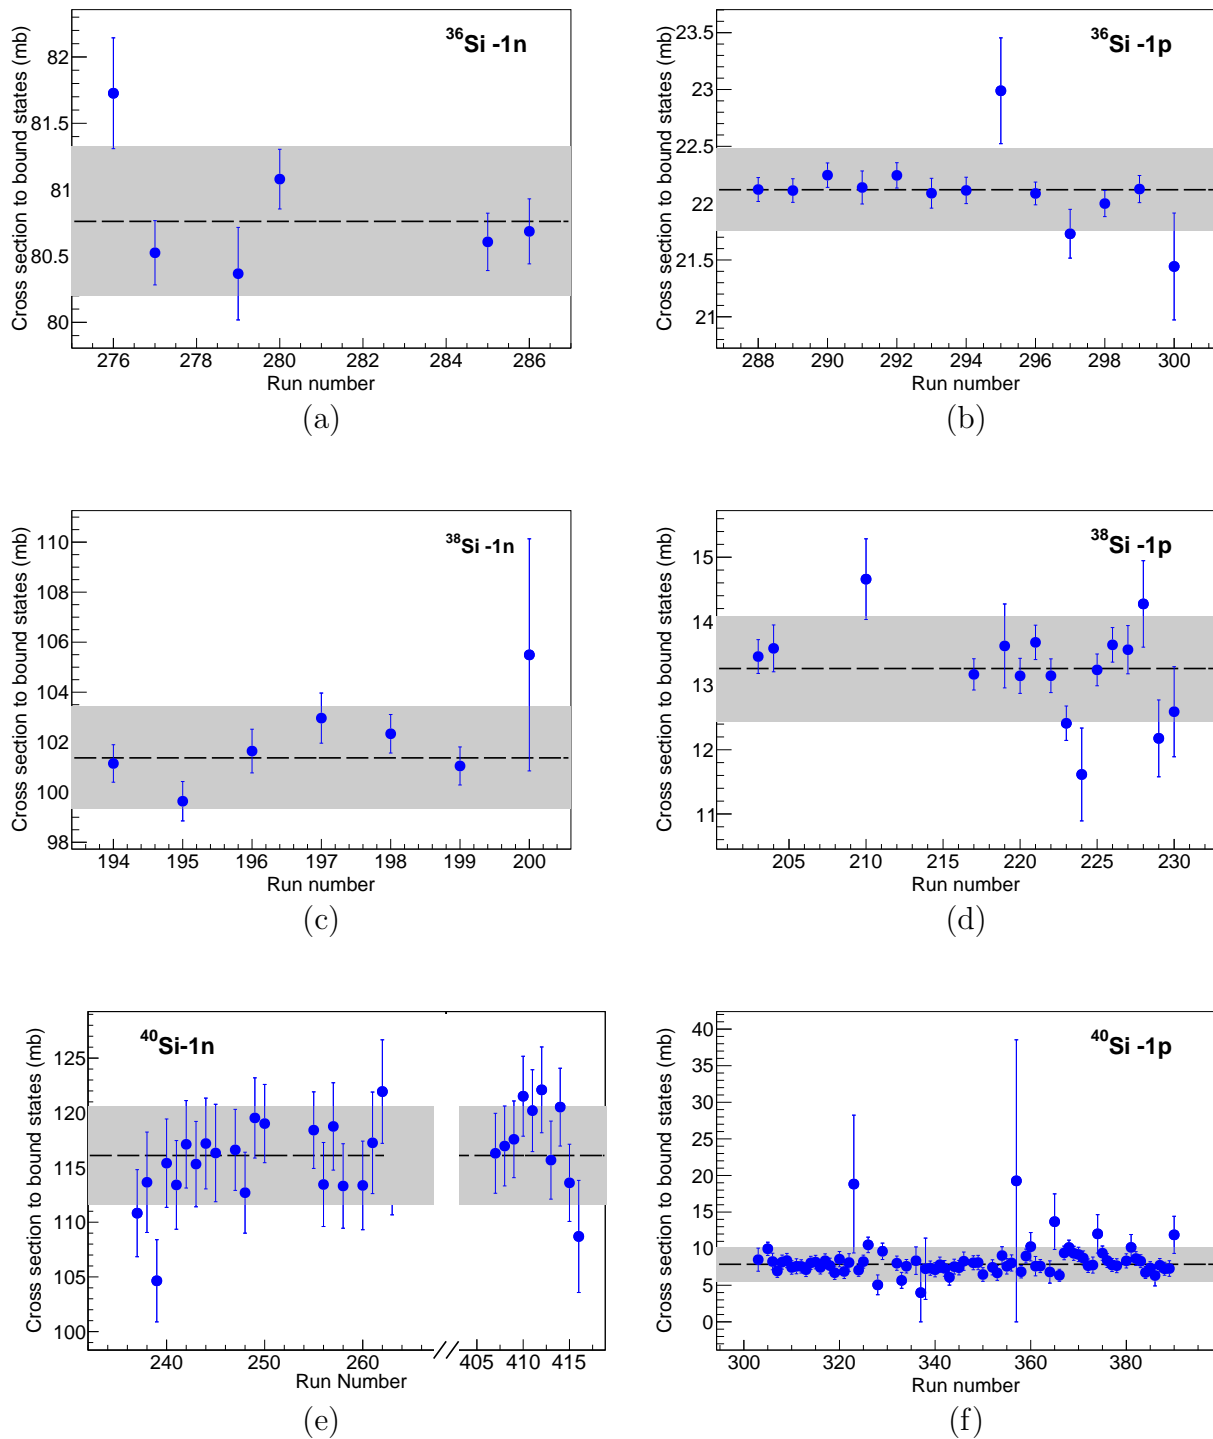 ³⁶Si -1n
Cross section to bound states (mb)
82
81.5
81
80.5
80
276 278 280 282 284 286
Run number
(a)
³⁶Si -1p
Cross section to bound states (mb)
23.5
23
22.5
22
21.5
21
288 290 292 294 296 298 300
Run number
(b)
³⁸Si -1n
Cross section to bound states (mb)
110
108
106
104
102
100
98
194 195 196 197 198 199 200
Run number
(c)
³⁸Si -1p
Cross section to bound states (mb)
15
14
13
12
11
205 210 215 220 225 230
Run number
(d)
⁴⁰Si-1n
Cross section to bound states (mb)
125
120
115
110
105
100
240 250 260 // 405 410 415
Run Number
(e)
⁴⁰Si -1p
Cross section to bound states (mb)
40
35
30
25
20
15
10
5
0
300 320 340 360 380
Run number
(f)